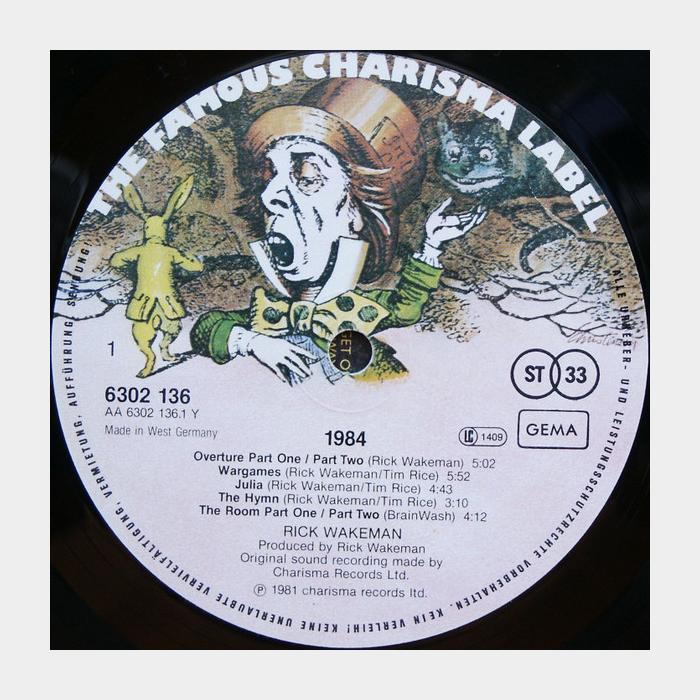 THE FAMOUS CHARISMA LABEL
1
6302 136
AA 6302 136.1 Y
Made in West Germany
ST 33
LC 1409
GEMA
1984
Overture Part One / Part Two (Rick Wakeman) 5:02
Wargames (Rick Wakeman/Tim Rice) 5:52
Julia (Rick Wakeman/Tim Rice) 4:43
The Hymn (Rick Wakeman/Tim Rice) 3:10
The Room Part One / Part Two (BrainWash) 4:12
RICK WAKEMAN
Produced by Rick Wakeman
Original sound recording made by
Charisma Records Ltd.
℗ 1981 charisma records ltd.
ALLE URHEBER- UND LEISTUNGSSCHUTZRECHTE VORBEHALTEN. KEIN VERLEIH! KEINE UNERLAUBTE VERVIELFÄLTIGUNG, VERMIETUNG, AUFFÜHRUNG, SENDUNG!